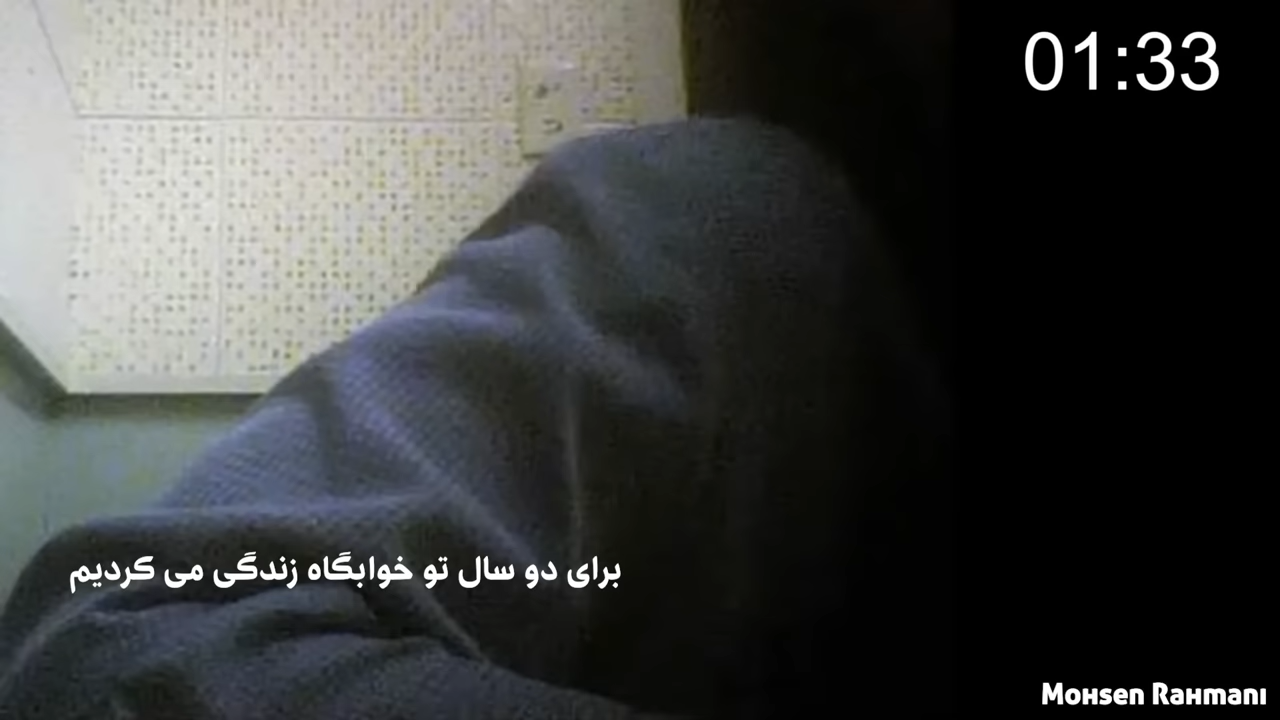 01:33
برای دو سال تو خوابگاه زندگی می کردیم
Mohsen Rahmani